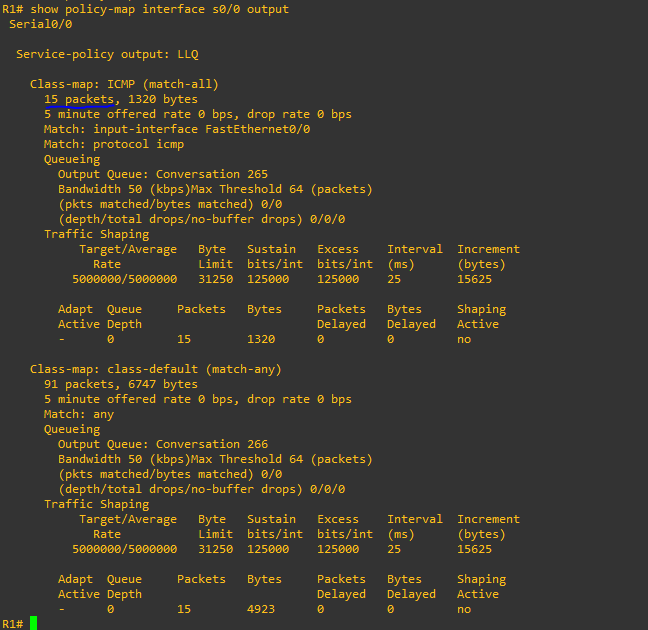 R1# show policy-map interface s0/0 output
 Serial0/0

  Service-policy output: LLQ

    Class-map: ICMP (match-all)
      15 packets, 1320 bytes
      5 minute offered rate 0 bps, drop rate 0 bps
      Match: input-interface FastEthernet0/0
      Match: protocol icmp
      Queueing
        Output Queue: Conversation 265
        Bandwidth 50 (kbps)Max Threshold 64 (packets)
        (pkts matched/bytes matched) 0/0
        (depth/total drops/no-buffer drops) 0/0/0
      Traffic Shaping
           Target/Average   Byte   Sustain   Excess    Interval  Increment
             Rate           Limit  bits/int  bits/int  (ms)      (bytes)
          5000000/5000000   31250  125000    125000    25        15625

        Adapt  Queue     Packets   Bytes     Packets   Bytes     Shaping
        Active Depth                         Delayed   Delayed   Active
        -      0         15        1320      0         0         no

    Class-map: class-default (match-any)
      91 packets, 6747 bytes
      5 minute offered rate 0 bps, drop rate 0 bps
      Match: any
      Queueing
        Output Queue: Conversation 266
        Bandwidth 50 (kbps)Max Threshold 64 (packets)
        (pkts matched/bytes matched) 0/0
        (depth/total drops/no-buffer drops) 0/0/0
      Traffic Shaping
           Target/Average   Byte   Sustain   Excess    Interval  Increment
             Rate           Limit  bits/int  bits/int  (ms)      (bytes)
          5000000/5000000   31250  125000    125000    25        15625

        Adapt  Queue     Packets   Bytes     Packets   Bytes     Shaping
        Active Depth                         Delayed   Delayed   Active
        -      0         15        4923      0         0         no
R1#